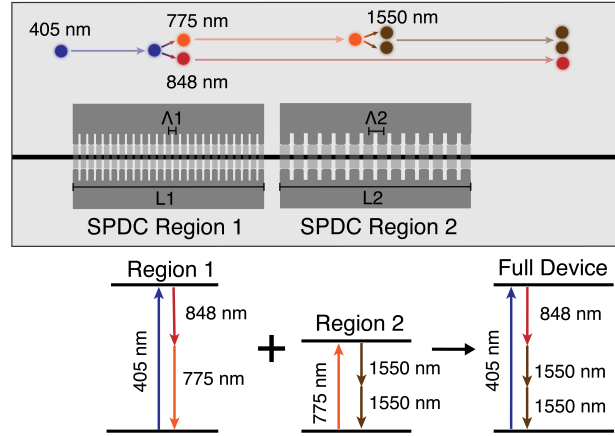 405 nm
775 nm
1550 nm
848 nm
Λ1
Λ2
L1
L2
SPDC Region 1
SPDC Region 2
Region 1
Region 2
Full Device
405 nm
848 nm
775 nm
+
775 nm
1550 nm
1550 nm
405 nm
848 nm
1550 nm
1550 nm